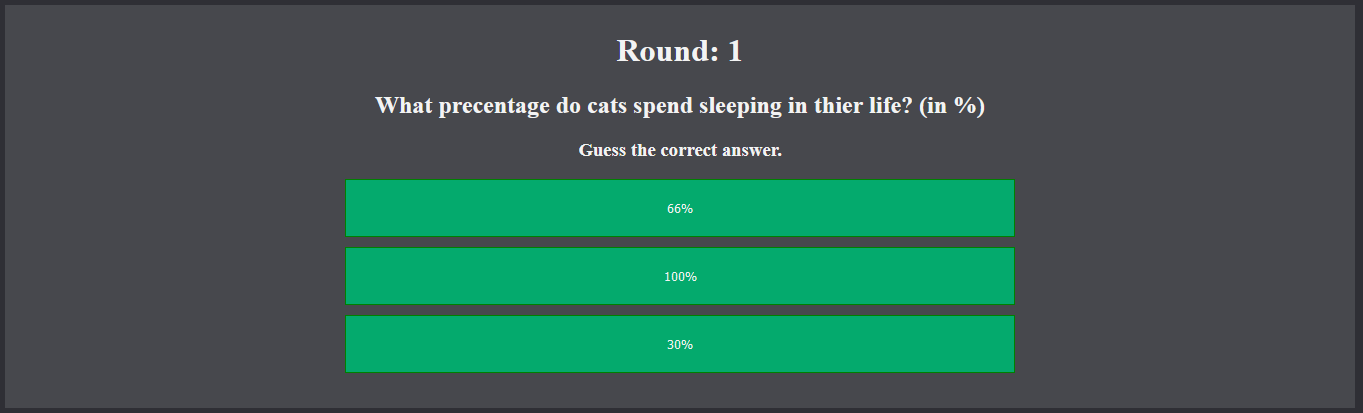 Round: 1
What precentage do cats spend sleeping in thier life? (in %)
Guess the correct answer.
66%
100%
30%